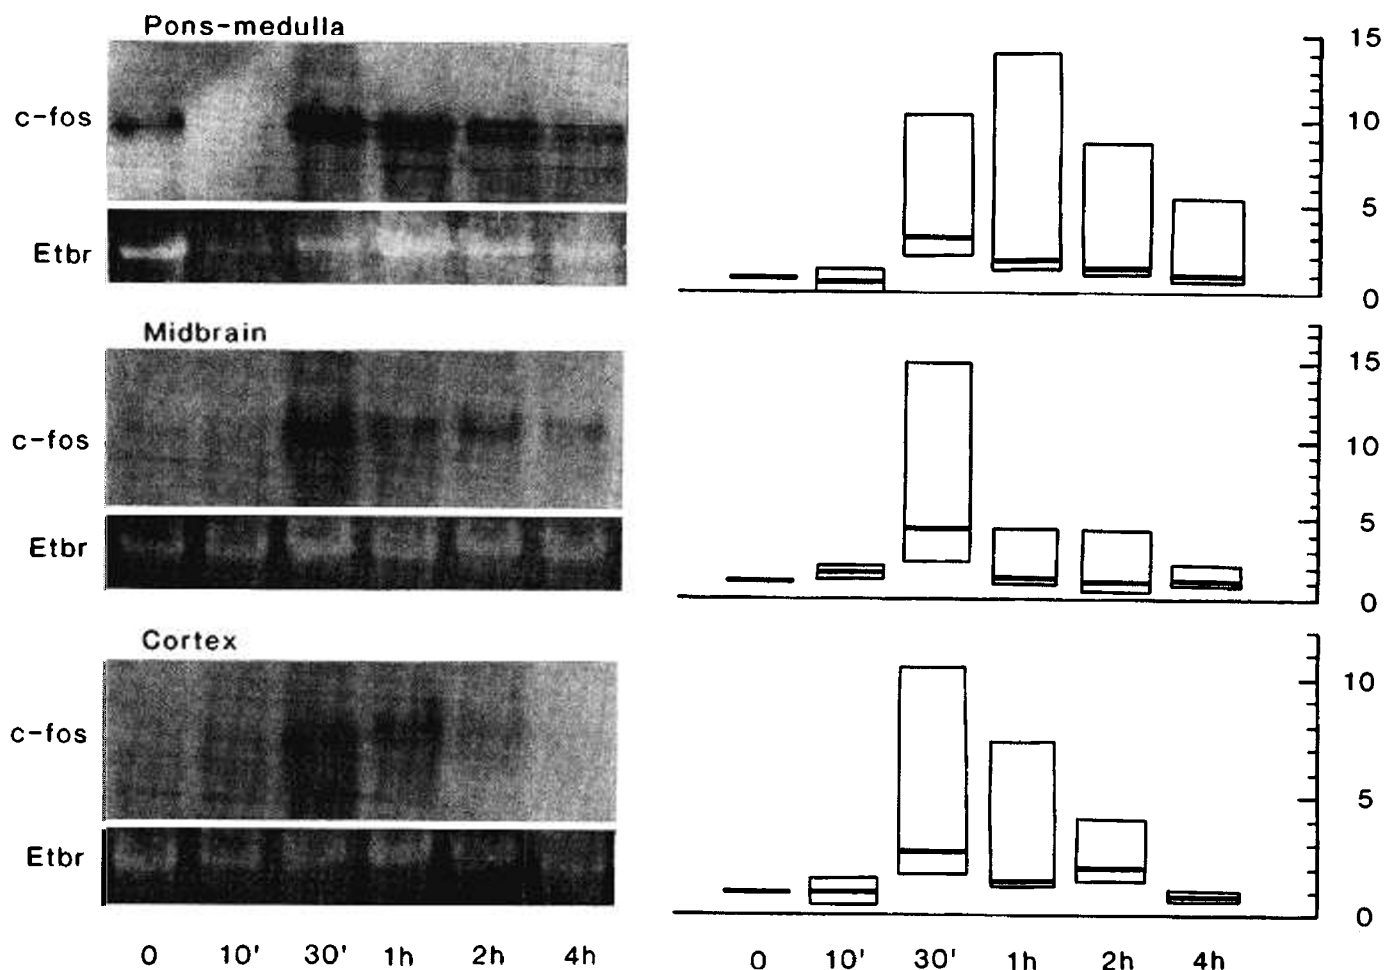 Pons-medulla
c-fos
Etbr
15
10
5
0
Midbrain
c-fos
Etbr
15
10
5
0
Cortex
c-fos
Etbr
10
5
0
0 10' 30' 1h 2h 4h
0 10' 30' 1h 2h 4h